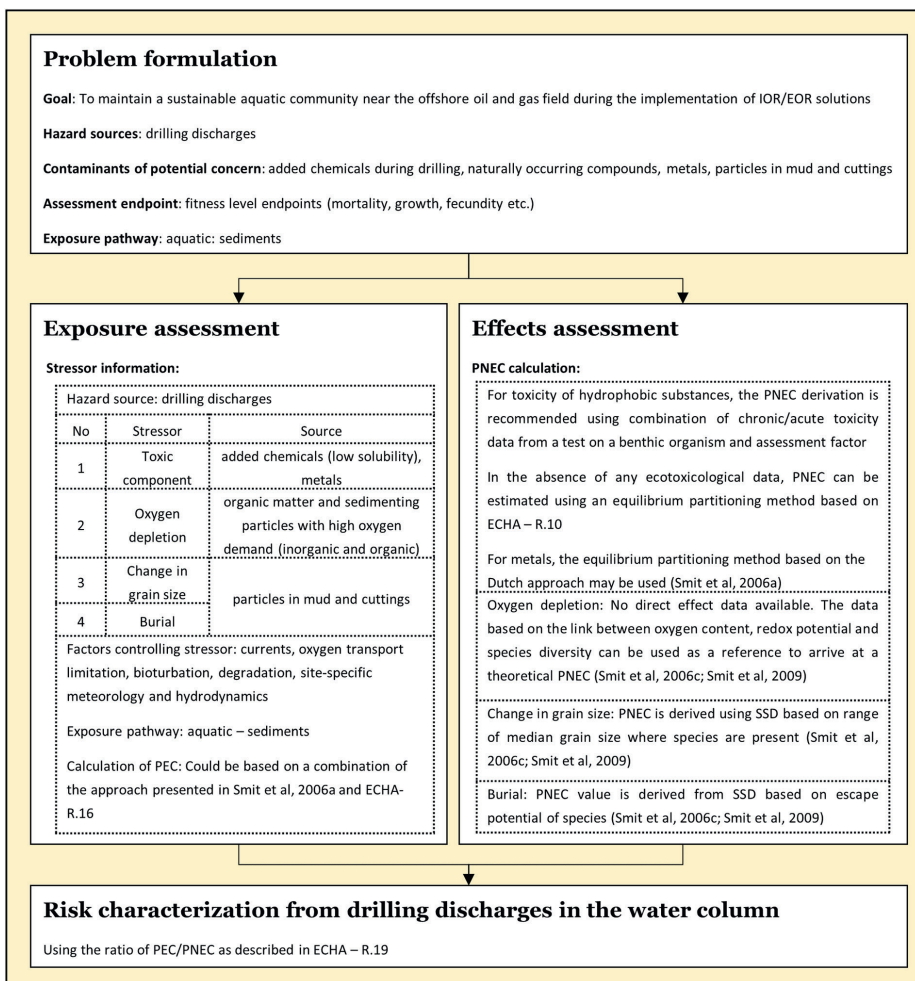 Problem formulation
Goal: To maintain a sustainable aquatic community near the offshore oil and gas field during the implementation of IOR/EOR solutions
Hazard sources: drilling discharges
Contaminants of potential concern: added chemicals during drilling, naturally occurring compounds, metals, particles in mud and cuttings
Assessment endpoint: fitness level endpoints (mortality, growth, fecundity etc.)
Exposure pathway: aquatic: sediments
Exposure assessment
Stressor information:
Hazard source: drilling discharges
No Stressor Source
1 Toxic component added chemicals (low solubility), metals
2 Oxygen depletion organic matter and sedimenting particles with high oxygen demand (inorganic and organic)
3 Change in grain size particles in mud and cuttings
4 Burial
Factors controlling stressor: currents, oxygen transport
limitation, bioturbation, degradation, site-specific
meteorology and hydrodynamics
Exposure pathway: aquatic – sediments
Calculation of PEC: Could be based on a combination of
the approach presented in Smit et al, 2006a and ECHA-
R.16
Effects assessment
PNEC calculation:
For toxicity of hydrophobic substances, the PNEC derivation is
recommended using combination of chronic/acute toxicity
data from a test on a benthic organism and assessment factor
In the absence of any ecotoxicological data, PNEC can be
estimated using an equilibrium partitioning method based on
ECHA – R.10
For metals, the equilibrium partitioning method based on the
Dutch approach may be used (Smit et al, 2006a)
Oxygen depletion: No direct effect data available. The data
based on the link between oxygen content, redox potential and
species diversity can be used as a reference to arrive at a
theoretical PNEC (Smit et al, 2006c; Smit et al, 2009)
Change in grain size: PNEC is derived using SSD based on range
of median grain size where species are present (Smit et al,
2006c; Smit et al, 2009)
Burial: PNEC value is derived from SSD based on escape
potential of species (Smit et al, 2006c; Smit et al, 2009)
Risk characterization from drilling discharges in the water column
Using the ratio of PEC/PNEC as described in ECHA – R.19